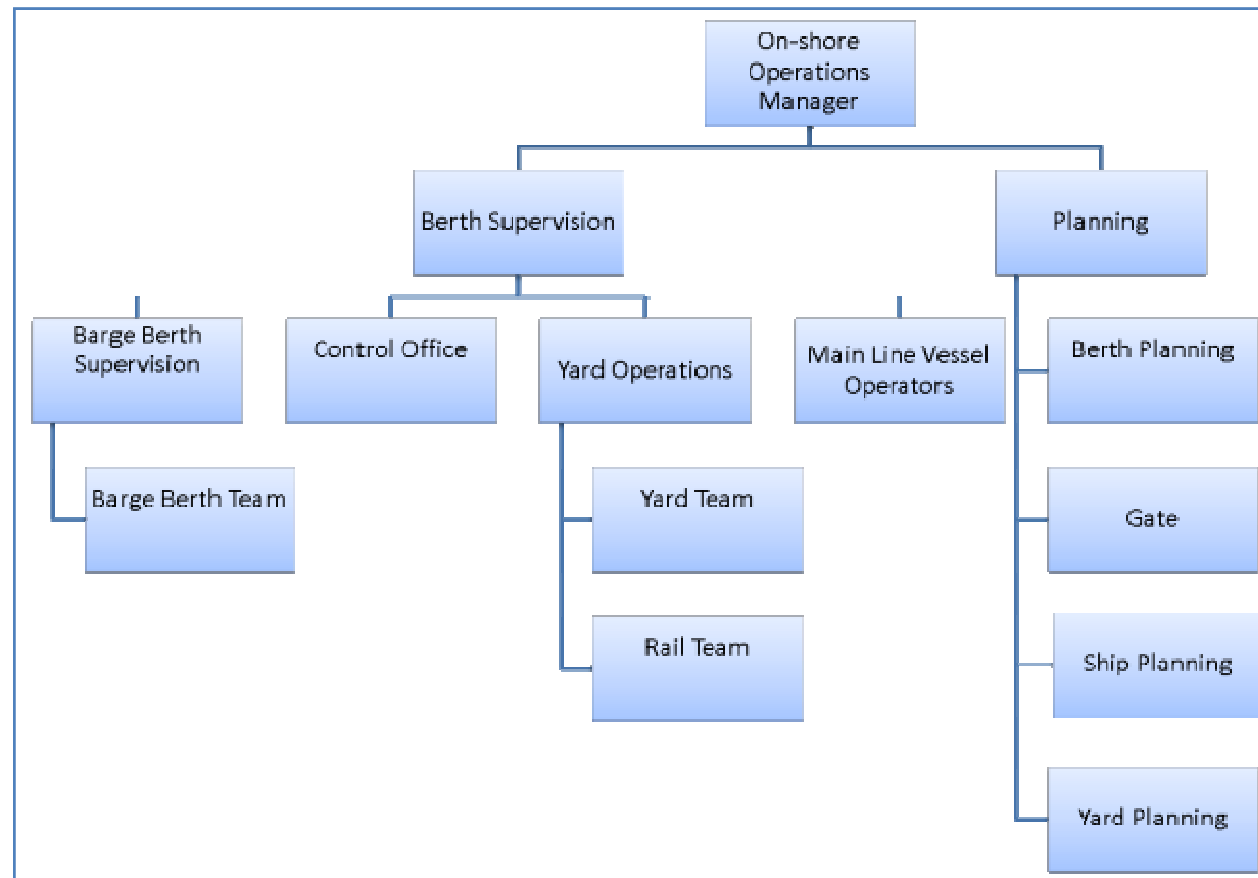 On-shore
Operations
Manager
Berth Supervision
Planning
Barge Berth
Supervision
Control Office
Yard Operations
Main Line Vessel
Operators
Berth Planning
Barge Berth Team
Yard Team
Gate
Rail Team
Ship Planning
Yard Planning